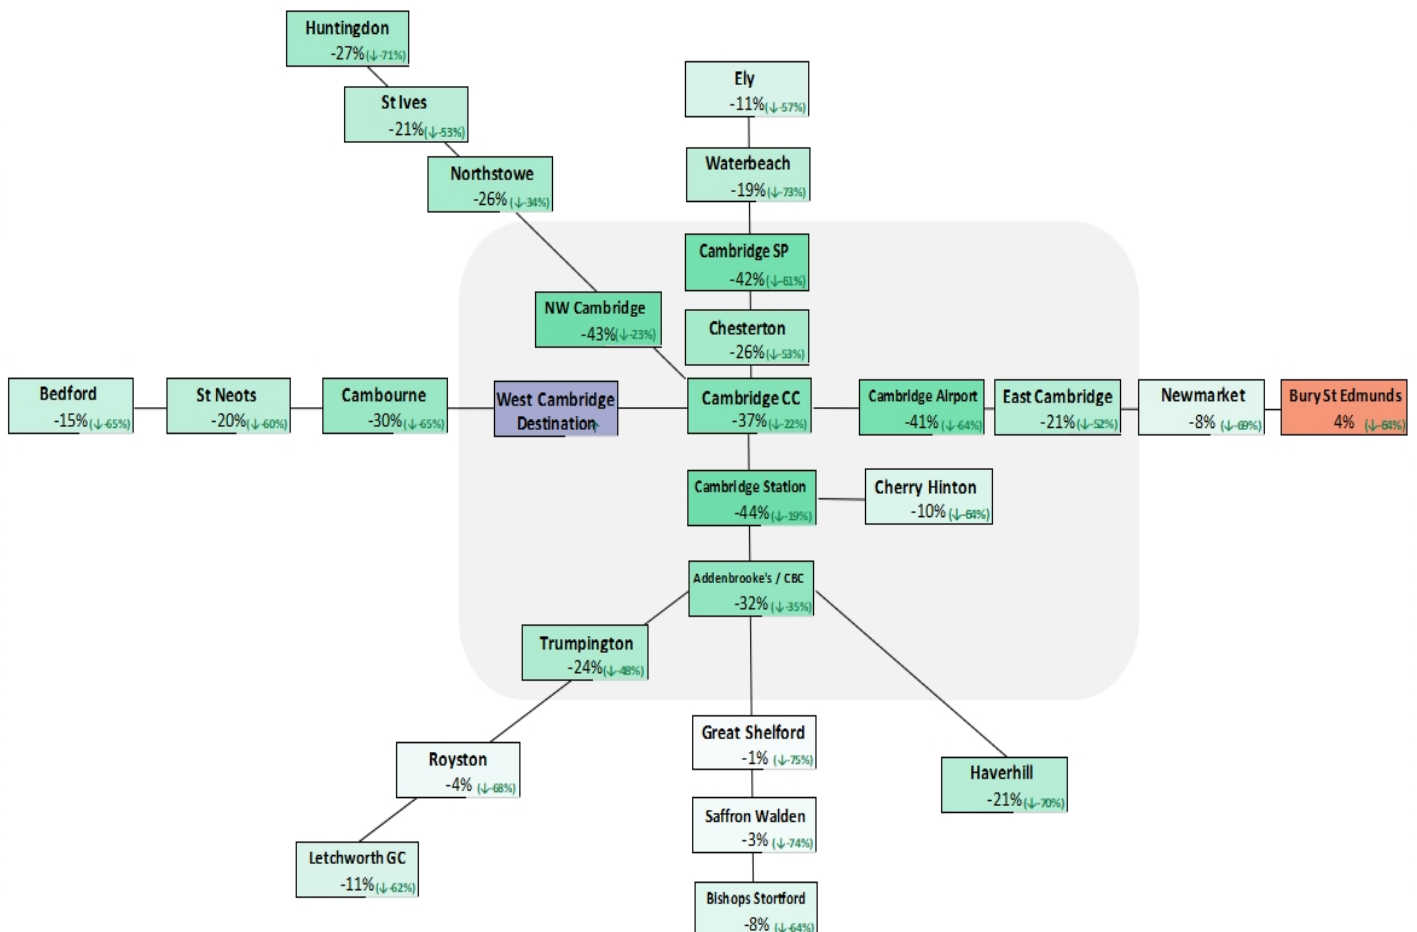 Huntingdon
-27%(↓-71%)
St Ives
-21%(↓-53%)
Northstowe
-26% (↓-34%)
Ely
-11%(↓-57%)
Waterbeach
-19%(↓-73%)
Cambridge SP
-42%(↓-61%)
NW Cambridge
-43%(↓-23%)
Chesterton
-26%(↓-53%)
Bedford
-15%(↓-65%)
St Neots
-20%(↓-60%)
Cambourne
-30%(↓-65%)
West Cambridge
Destination
Cambridge CC
-37%(↓-22%)
Cambridge Airport
-41%(↓-64%)
East Cambridge
-21%(↓-52%)
Newmarket
-8% (↓-69%)
Bury St Edmunds
4% (↓-64%)
Cambridge Station
-44%(↓-19%)
Cherry Hinton
-10%(↓-64%)
Addenbrooke's / CBC
-32%(↓-35%)
Trumpington
-24%(↓-48%)
Great Shelford
-1% (↓-75%)
Royston
-4% (↓-68%)
Haverhill
-21%(↓-70%)
Saffron Walden
-3% (↓-74%)
Letchworth GC
-11%(↓-62%)
Bishops Stortford
-8% (↓-64%)